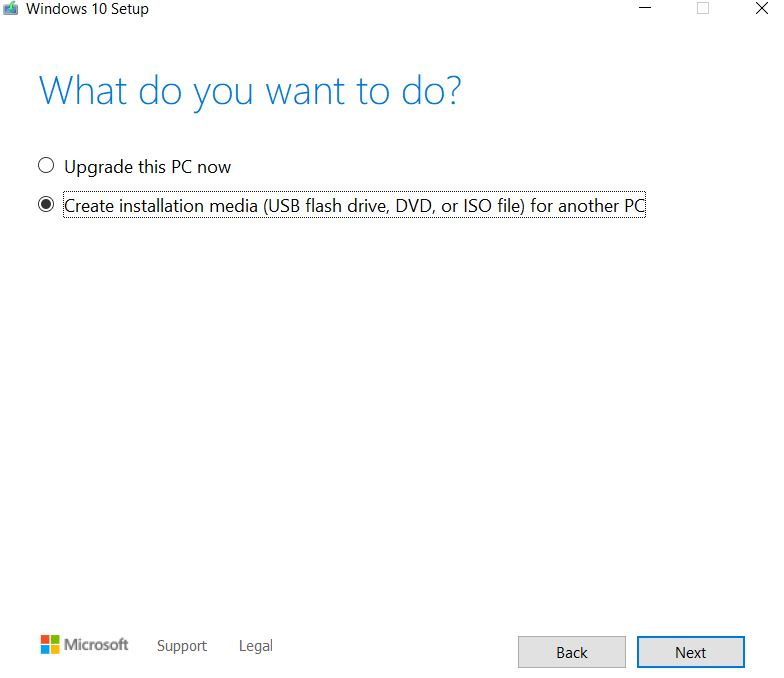 Windows 10 Setup
What do you want to do?
Upgrade this PC now
Create installation media (USB flash drive, DVD, or ISO file) for another PC
Microsoft Support Legal Back Next